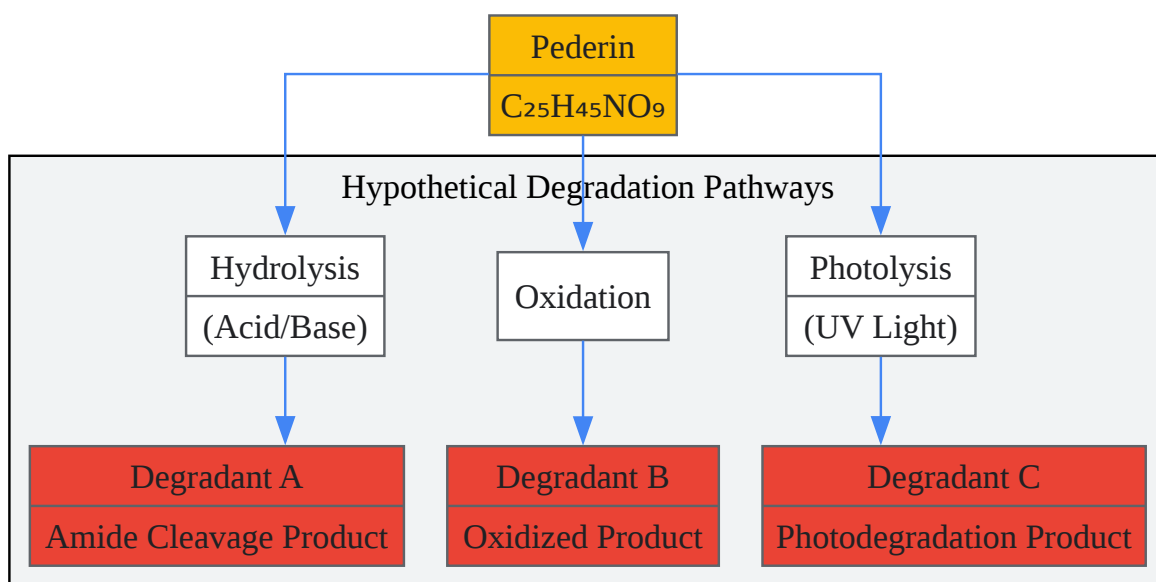 Pederin
C₂₅H₄₅NO₉
Hypothetical Degradation Pathways
Hydrolysis
(Acid/Base)
Oxidation
Photolysis
(UV Light)
Degradant A
Amide Cleavage Product
Degradant B
Oxidized Product
Degradant C
Photodegradation Product